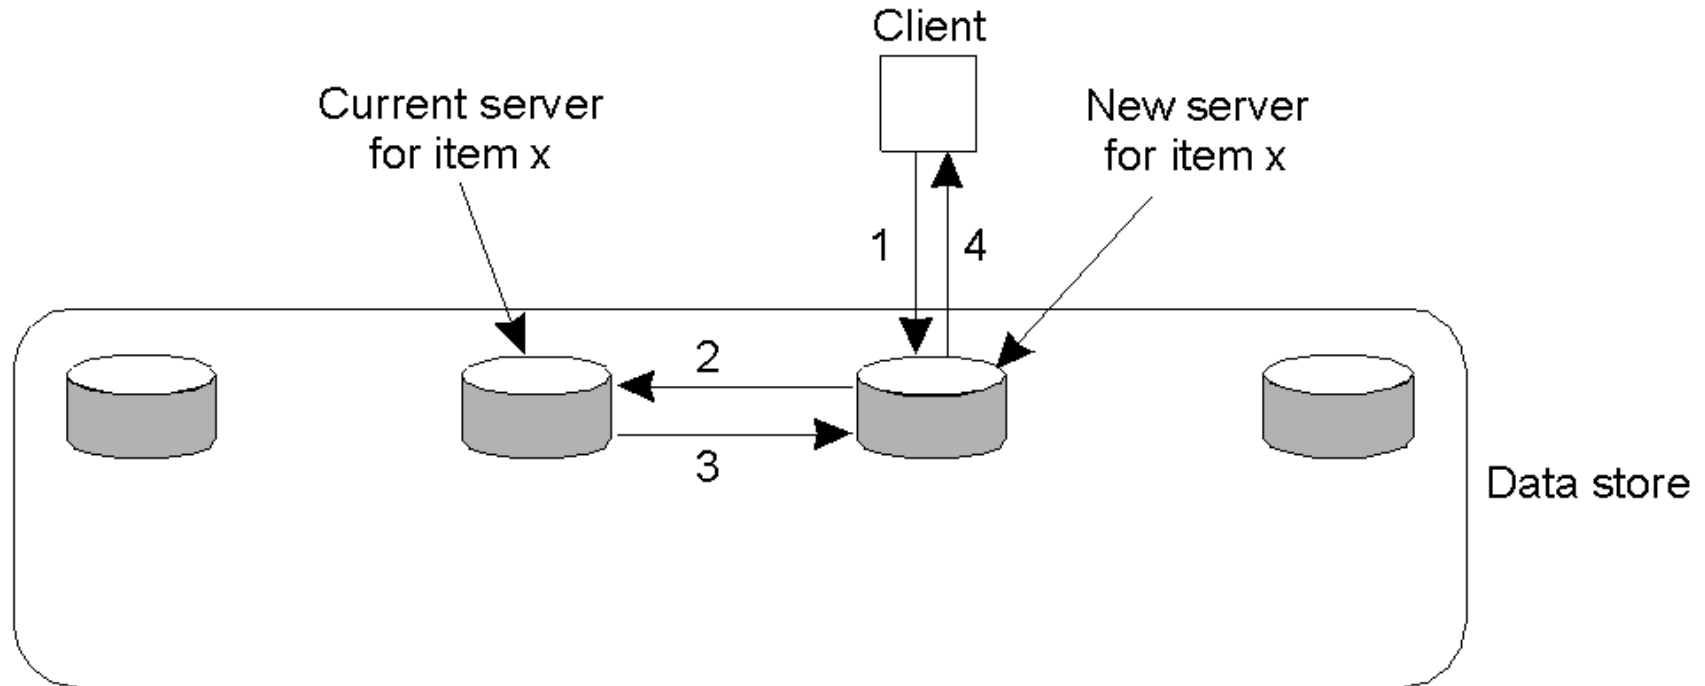 Client
Current server
for item x
New server
for item x
1
4
2
3
Data store